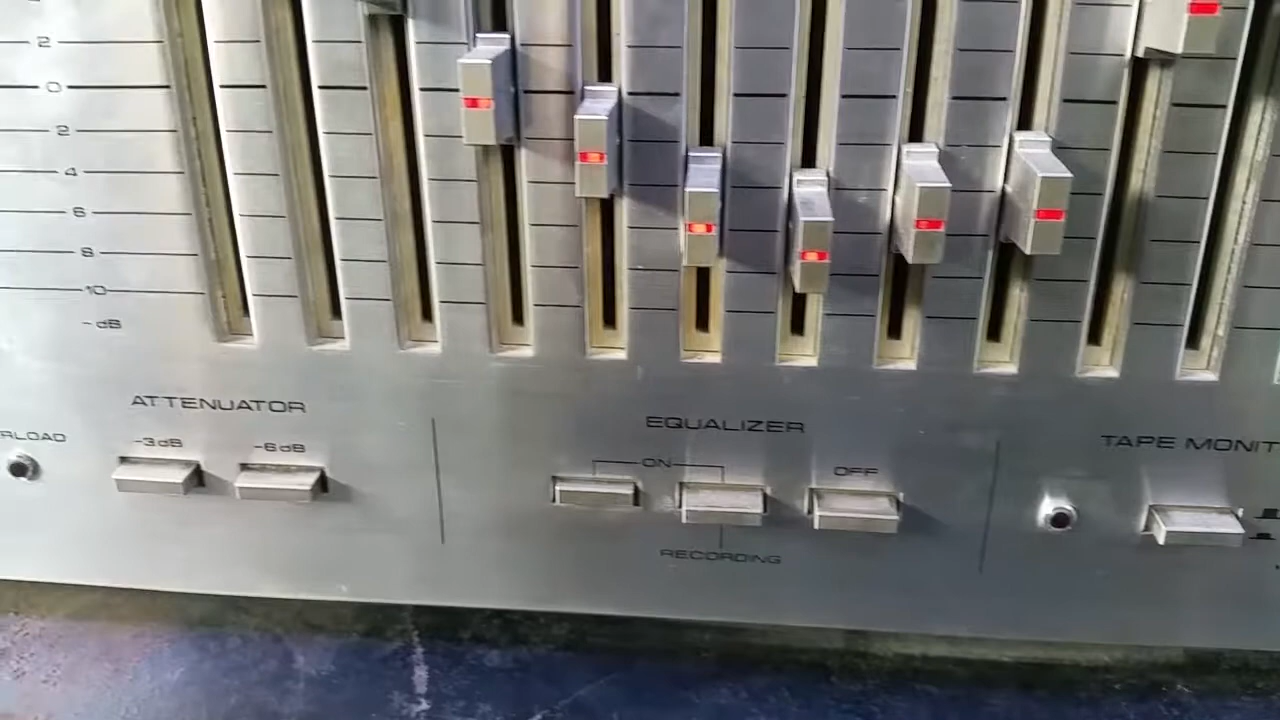 2
0
2
4
6
8
10
-dB
ATTENUATOR
-3dB
-6dB
RLOAD
EQUALIZER
ON
OFF
RECORDING
TAPE MONIT